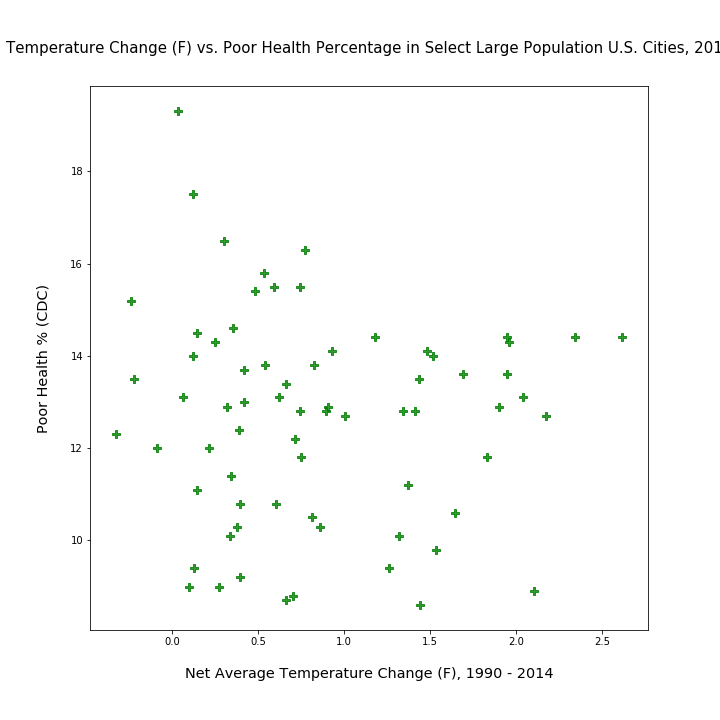 Temperature Change (F) vs. Poor Health Percentage in Select Large Population U.S. Cities, 201
18
16
14
12
10
Poor Health % (CDC)
0.0 0.5 1.0 1.5 2.0 2.5
Net Average Temperature Change (F), 1990 - 2014